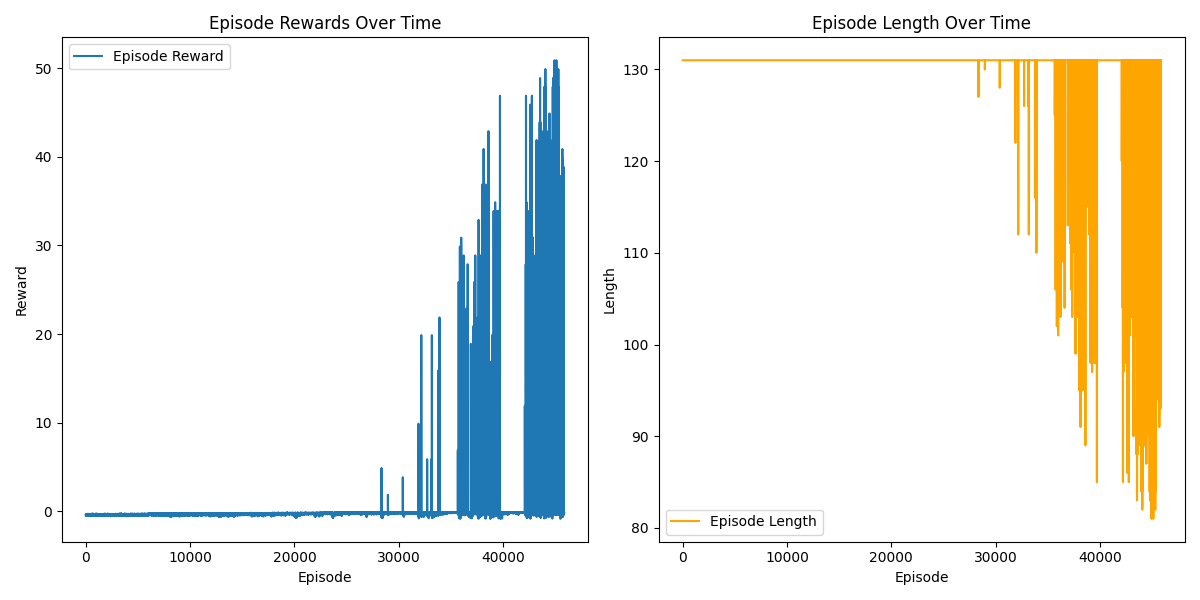 Episode Rewards Over Time
Episode Reward
50
40
30
20
10
0
Reward
0 10000 20000 30000 40000
Episode
Episode Length Over Time
130
120
110
100
90
80
Length
Episode Length
0 10000 20000 30000 40000
Episode